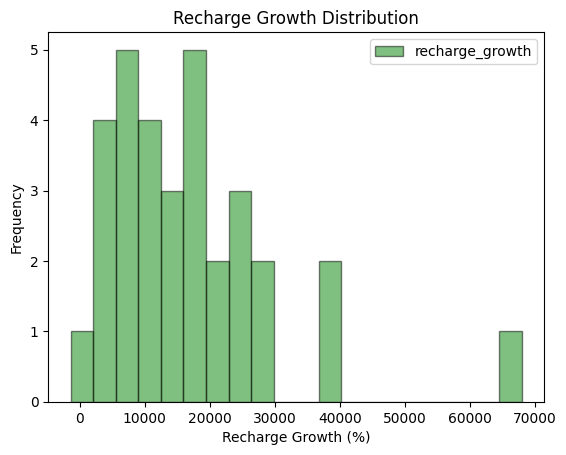 Recharge Growth Distribution
recharge_growth
5
4
3
2
1
0
Frequency
0 10000 20000 30000 40000 50000 60000 70000
Recharge Growth (%)